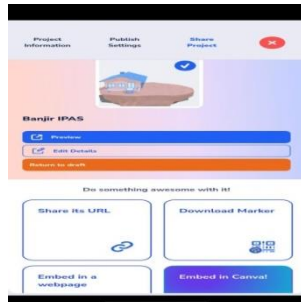 Project Information
Publish Settings
Share Project
Banjir IPAS
Preview
Edit Details
Return to draft
Do something awesome with it!
Share its URL
Download Marker
Embed in a webpage
Embed in Canva!